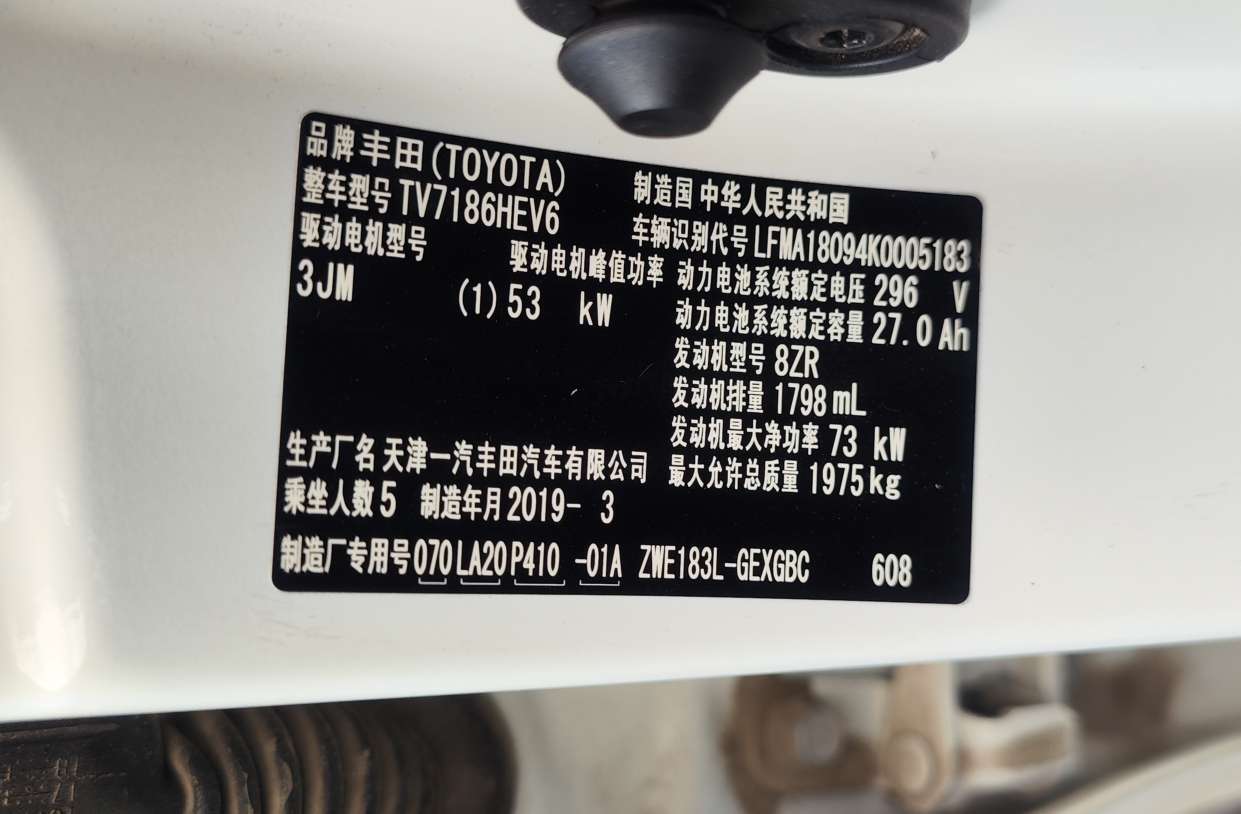 品牌 丰田 (TOYOTA)
整车型号 TV7186HEV6
制造国 中华人民共和国
车辆识别代号 LFMA18094K0005183
驱动电机型号 驱动电机峰值功率
3JM (1) 53 kW
动力电池系统额定电压 296 V
动力电池系统额定容量 27.0 Ah
发动机型号 8ZR
发动机排量 1798 mL
发动机最大净功率 73 kW
最大允许总质量 1975 kg
生产厂名 天津一汽丰田汽车有限公司
乘坐人数 5 制造年月 2019- 3
制造厂专用号 070 LA20 P410 -01A ZWE183L-GEXGBC 608